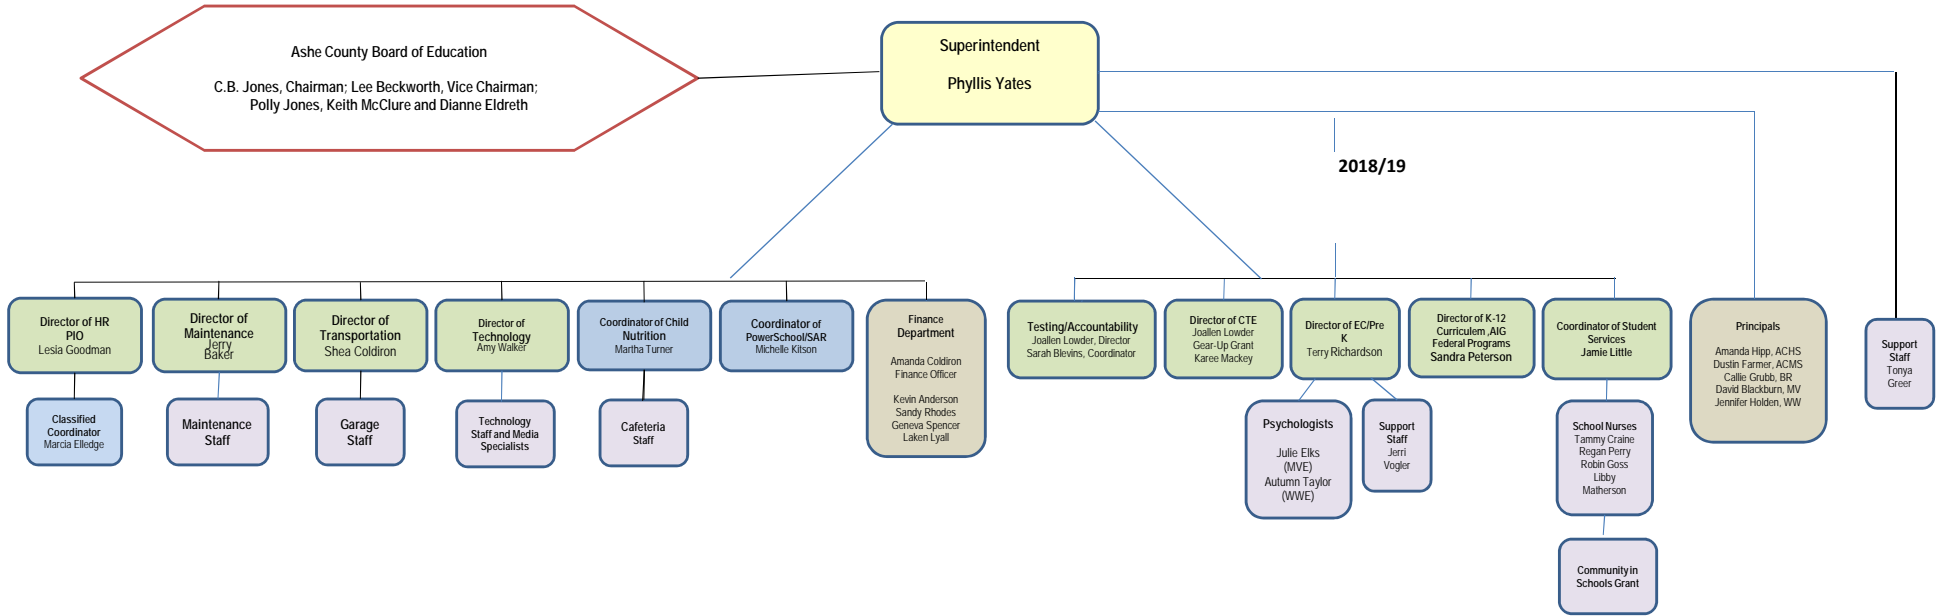 Ashe County Board of Education
C.B. Jones, Chairman; Lee Beckworth, Vice Chairman;
Polly Jones, Keith McClure and Dianne Eldreth
Superintendent
Phyllis Yates
2018/19
Director of HR
PIO
Lesia Goodman
Director of
Maintenance
Jerry
Baker
Director of
Transportation
Shea Coldiron
Director of
Technology
Amy Walker
Coordinator of Child
Nutrition
Martha Turner
Coordinator of
PowerSchool/SAR
Michelle Kitson
Finance
Department
Amanda Coldiron
Finance Officer
Kevin Anderson
Sandy Rhodes
Geneva Spencer
Laken Lyall
Testing/Accountability
Joallen Lowder, Director
Sarah Blevins, Coordinator
Director of CTE
Joallen Lowder
Gear-Up Grant
Karee Mackey
Director of EC/Pre
K
Terry Richardson
Director of K-12
Curriculem ,AIG
Federal Programs
Sandra Peterson
Coordinator of Student
Services
Jamie Little
Principals
Amanda Hipp, ACHS
Dustin Farmer, ACMS
Callie Grubb, BR
David Blackburn, MV
Jennifer Holden, WW
Support
Staff
Tonya
Greer
Classified
Coordinator
Marcia Elledge
Maintenance
Staff
Garage
Staff
Technology
Staff and Media
Specialists
Cafeteria
Staff
Psychologists
Julie Elks
(MVE)
Autumn Taylor
(WWE)
Support
Staff
Jerri
Vogler
School Nurses
Tammy Craine
Regan Perry
Robin Goss
Libby
Matherson
Community in
Schools Grant